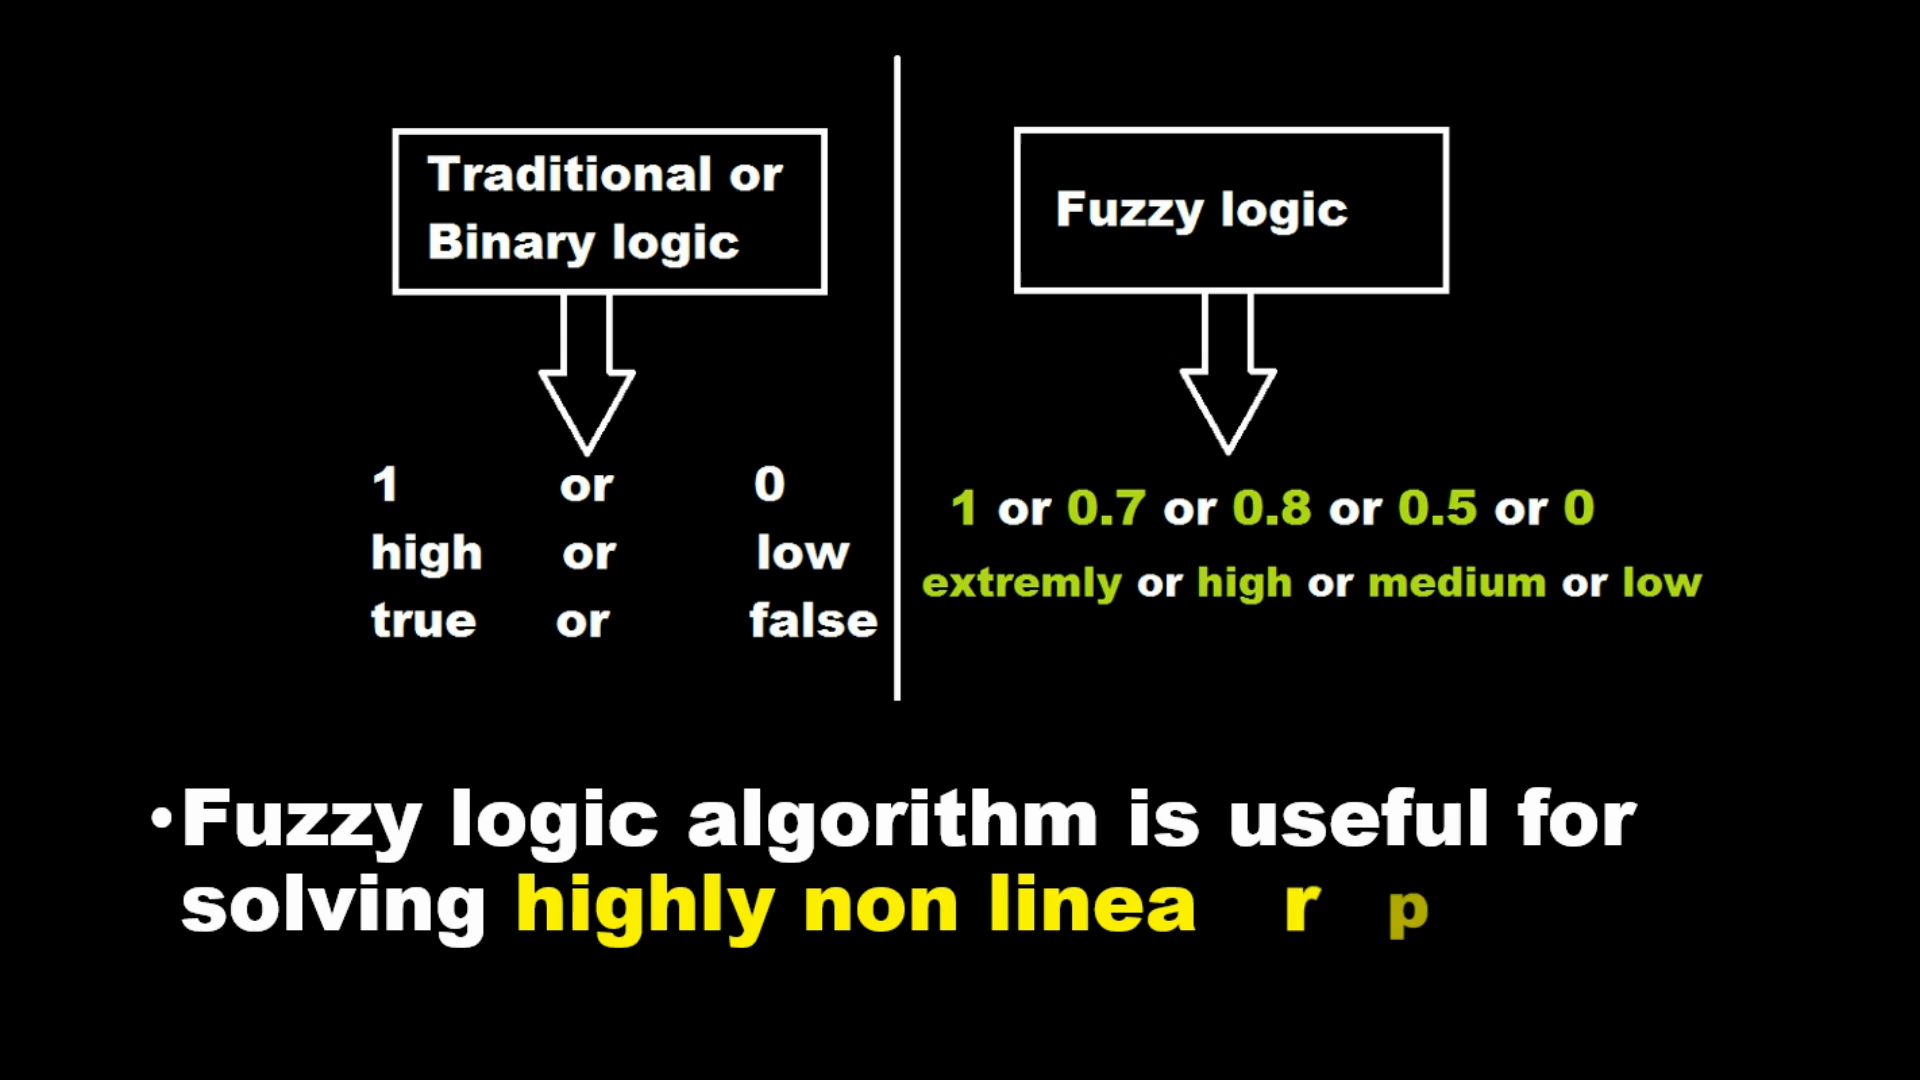 Traditional or
Binary logic
Fuzzy logic
1 or 0
high or low
true or false
1 or 0.7 or 0.8 or 0.5 or 0
extremly or high or medium or low
•Fuzzy logic algorithm is useful for
solving highly non linea r p